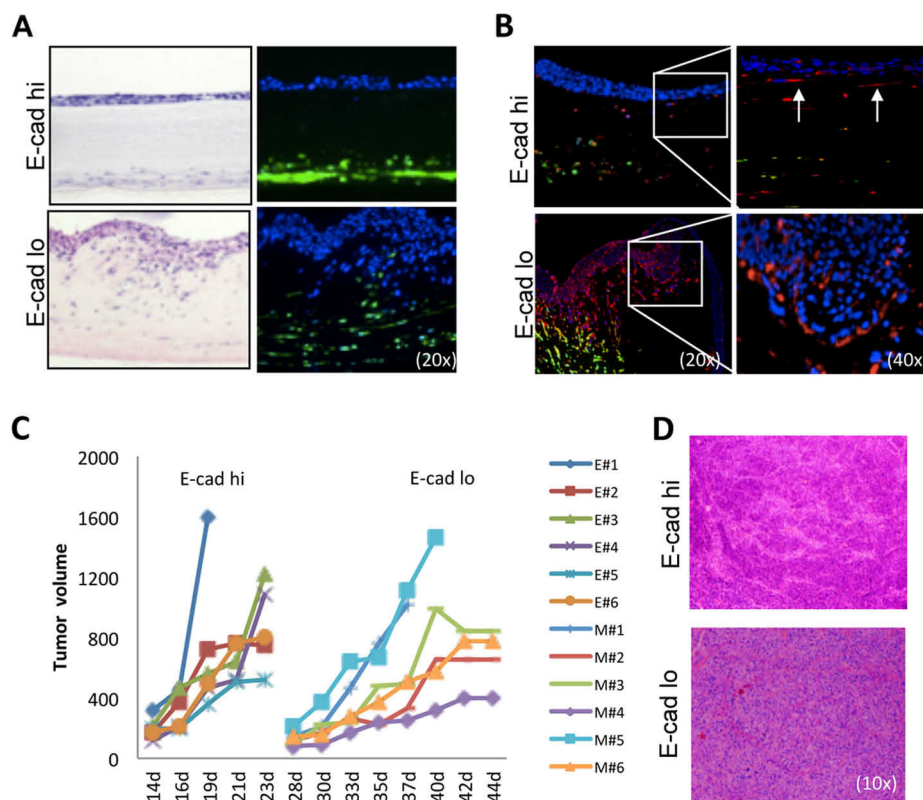 A
E-cad hi
E-cad lo
(20x)
B
E-cad hi
E-cad lo
(20x)
(40x)
C
Tumor volume
2000
1600
1200
800
400
0
E-cad hi
E-cad lo
14d 16d 19d 21d 23d 28d 30d 33d 35d 37d 40d 42d 44d
E#1
E#2
E#3
E#4
E#5
E#6
M#1
M#2
M#3
M#4
M#5
M#6
D
E-cad hi
E-cad lo
(10x)